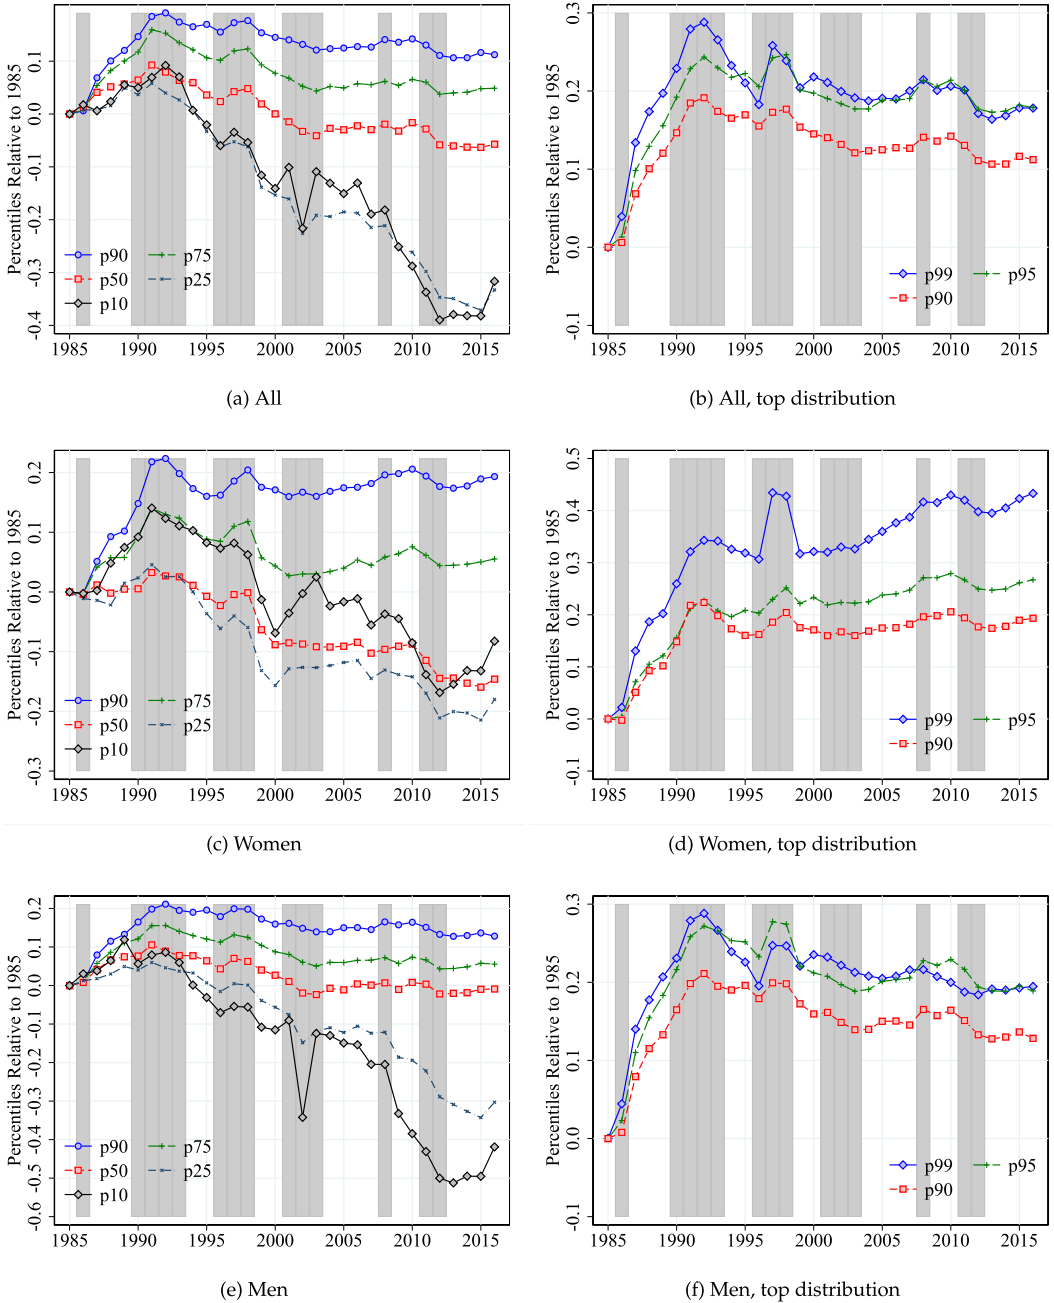 Percentiles Relative to 1985
0.1
0.0
-0.1
-0.2
-0.3
-0.4
p90 p75
p50 p25
p10
1985 1990 1995 2000 2005 2010 2015
(a) All
Percentiles Relative to 1985
0.3
0.2
0.1
0.0
-0.1
p99 p95
p90
1985 1990 1995 2000 2005 2010 2015
(b) All, top distribution
Percentiles Relative to 1985
0.2
0.1
0.0
-0.1
-0.2
-0.3
p90 p75
p50 p25
p10
1985 1990 1995 2000 2005 2010 2015
(c) Women
Percentiles Relative to 1985
0.5
0.4
0.3
0.2
0.1
0.0
-0.1
p99 p95
p90
1985 1990 1995 2000 2005 2010 2015
(d) Women, top distribution
Percentiles Relative to 1985
0.2
0.1
0.0
-0.1
-0.2
-0.3
-0.4
-0.5
-0.6
p90 p75
p50 p25
p10
1985 1990 1995 2000 2005 2010 2015
(e) Men
Percentiles Relative to 1985
0.3
0.2
0.1
0.0
-0.1
p99 p95
p90
1985 1990 1995 2000 2005 2010 2015
(f) Men, top distribution